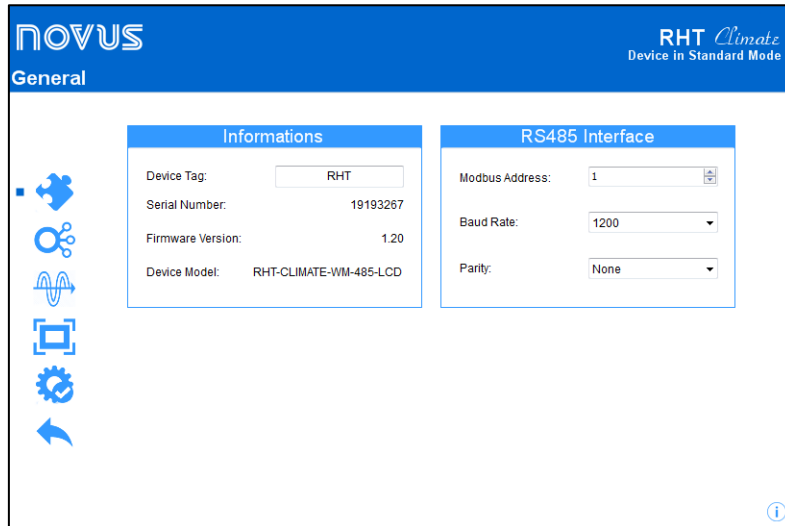 NOVUS
RHT Climate
Device in Standard Mode
General
Informations
Device Tag: RHT
Serial Number: 19193267
Firmware Version: 1.20
Device Model: RHT-CLIMATE-WM-485-LCD
RS485 Interface
Modbus Address: 1
Baud Rate: 1200
Parity: None
i